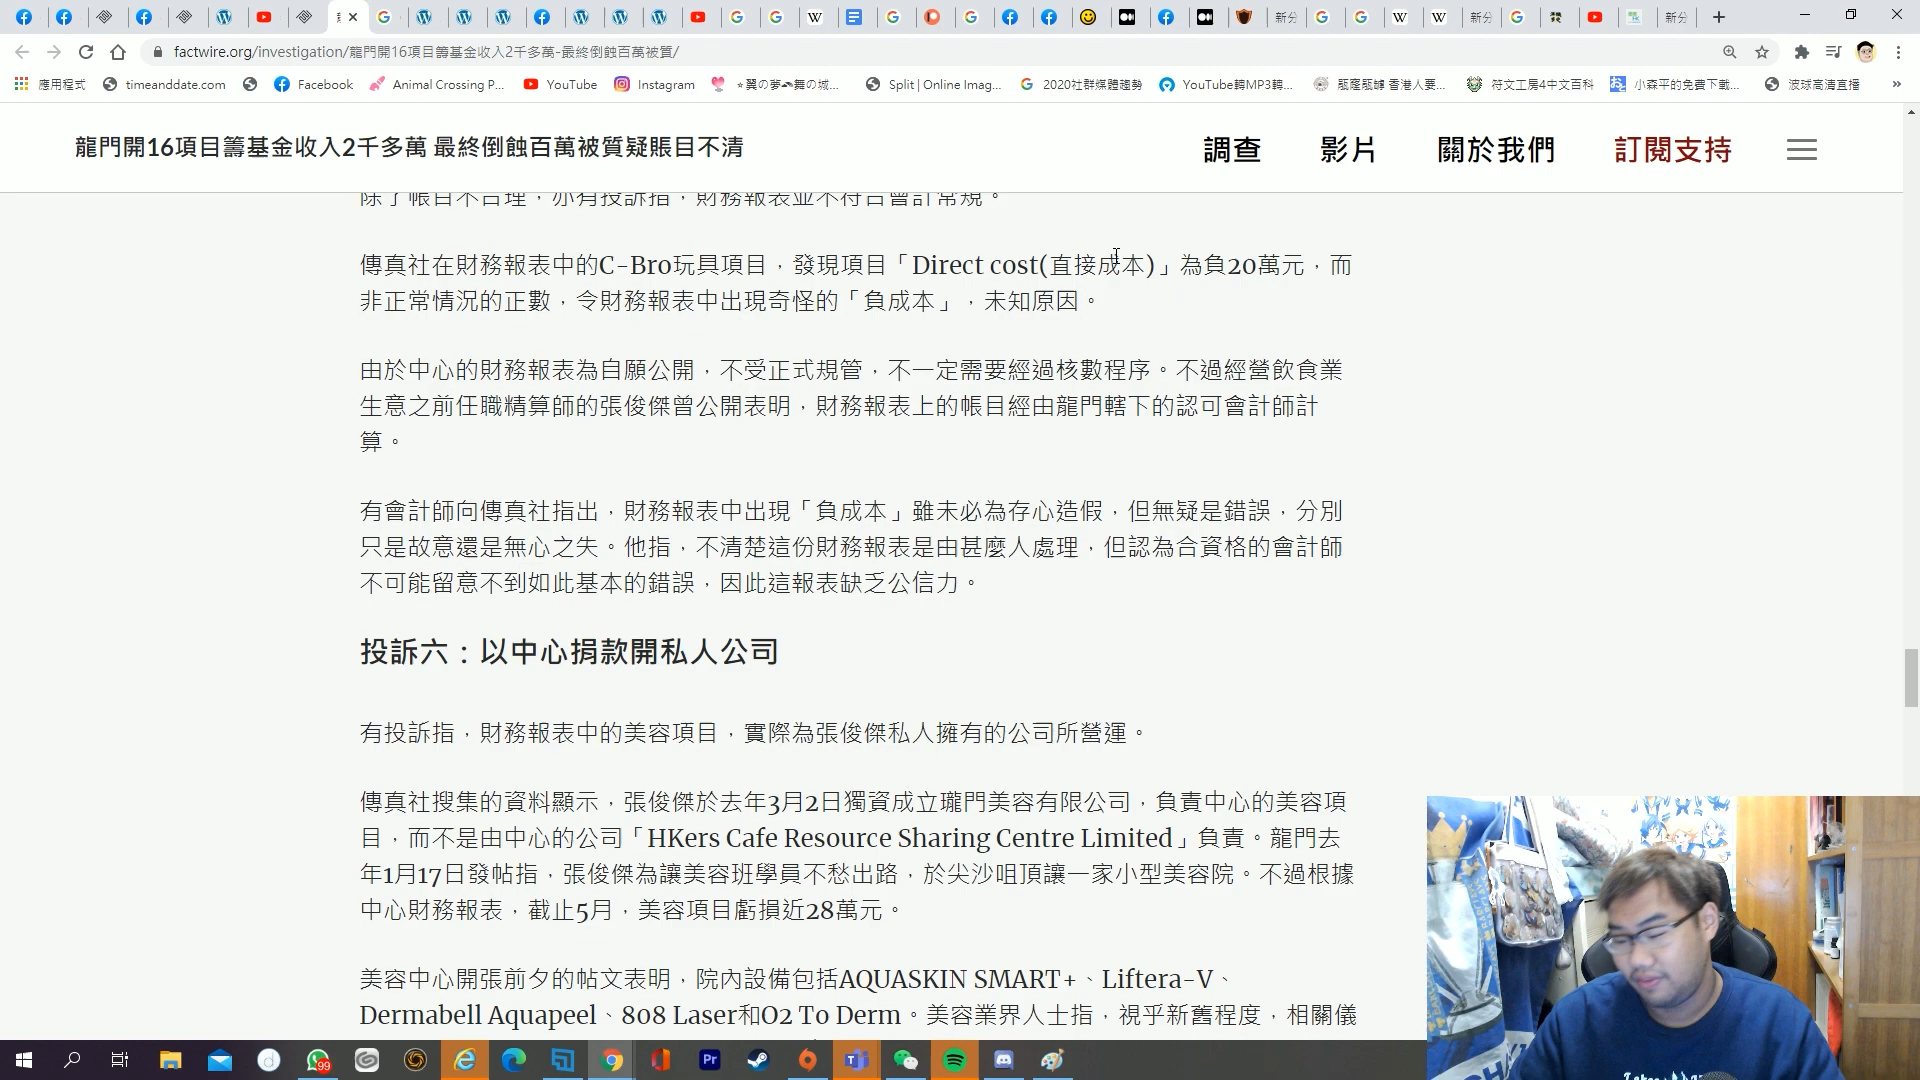 factwire.org/investigation/龍門開16項目籌基金收入2千多萬-最終倒蝕百萬被質/
應用程式
timeanddate.com
Facebook
Animal Crossing P...
YouTube
Instagram
Split | Online Imag...
2020社群媒體趨勢
YouTube轉MP3轉...
符文工房4中文百科
小森平的免費下載...
波球高清直播
»
龍門開16項目籌基金收入2千多萬 最終倒蝕百萬被質疑賬目不清
調查
影片
關於我們
訂閱支持
除了帳目不合理，亦有投訴指，財務報表並不符合會計常規。
傳真社在財務報表中的C-Bro玩具項目，發現項目「Direct cost(直接成本)」為負20萬元，而
非正常情況的正數，令財務報表中出現奇怪的「負成本」，未知原因。
由於中心的財務報表為自願公開，不受正式規管，不一定需要經過核數程序。不過經營飲食業
生意之前任職精算師的張俊傑曾公開表明，財務報表上的帳目經由龍門轄下的認可會計師計
算。
有會計師向傳真社指出，財務報表中出現「負成本」雖未必為存心造假，但無疑是錯誤，分別
只是故意還是無心之失。他指，不清楚這份財務報表是由甚麼人處理，但認為合資格的會計師
不可能留意不到如此基本的錯誤，因此這報表缺乏公信力。
投訴六：以中心捐款開私人公司
有投訴指，財務報表中的美容項目，實際為張俊傑私人擁有的公司所營運。
傳真社搜集的資料顯示，張俊傑於去年3月2日獨資成立瓏門美容有限公司，負責中心的美容項
目，而不是由中心的公司「HKers Cafe Resource Sharing Centre Limited」負責。龍門去
年1月17日發帖指，張俊傑為讓美容班學員不愁出路，於尖沙咀頂讓一家小型美容院。不過根據
中心財務報表，截止5月，美容項目虧損近28萬元。
美容中心開張前夕的帖文表明，院內設備包括AQUASKIN SMART+、Liftera-V、
Dermabell Aquapeel、808 Laser和O2 To Derm。美容業界人士指，視乎新舊程度，相關儀
99